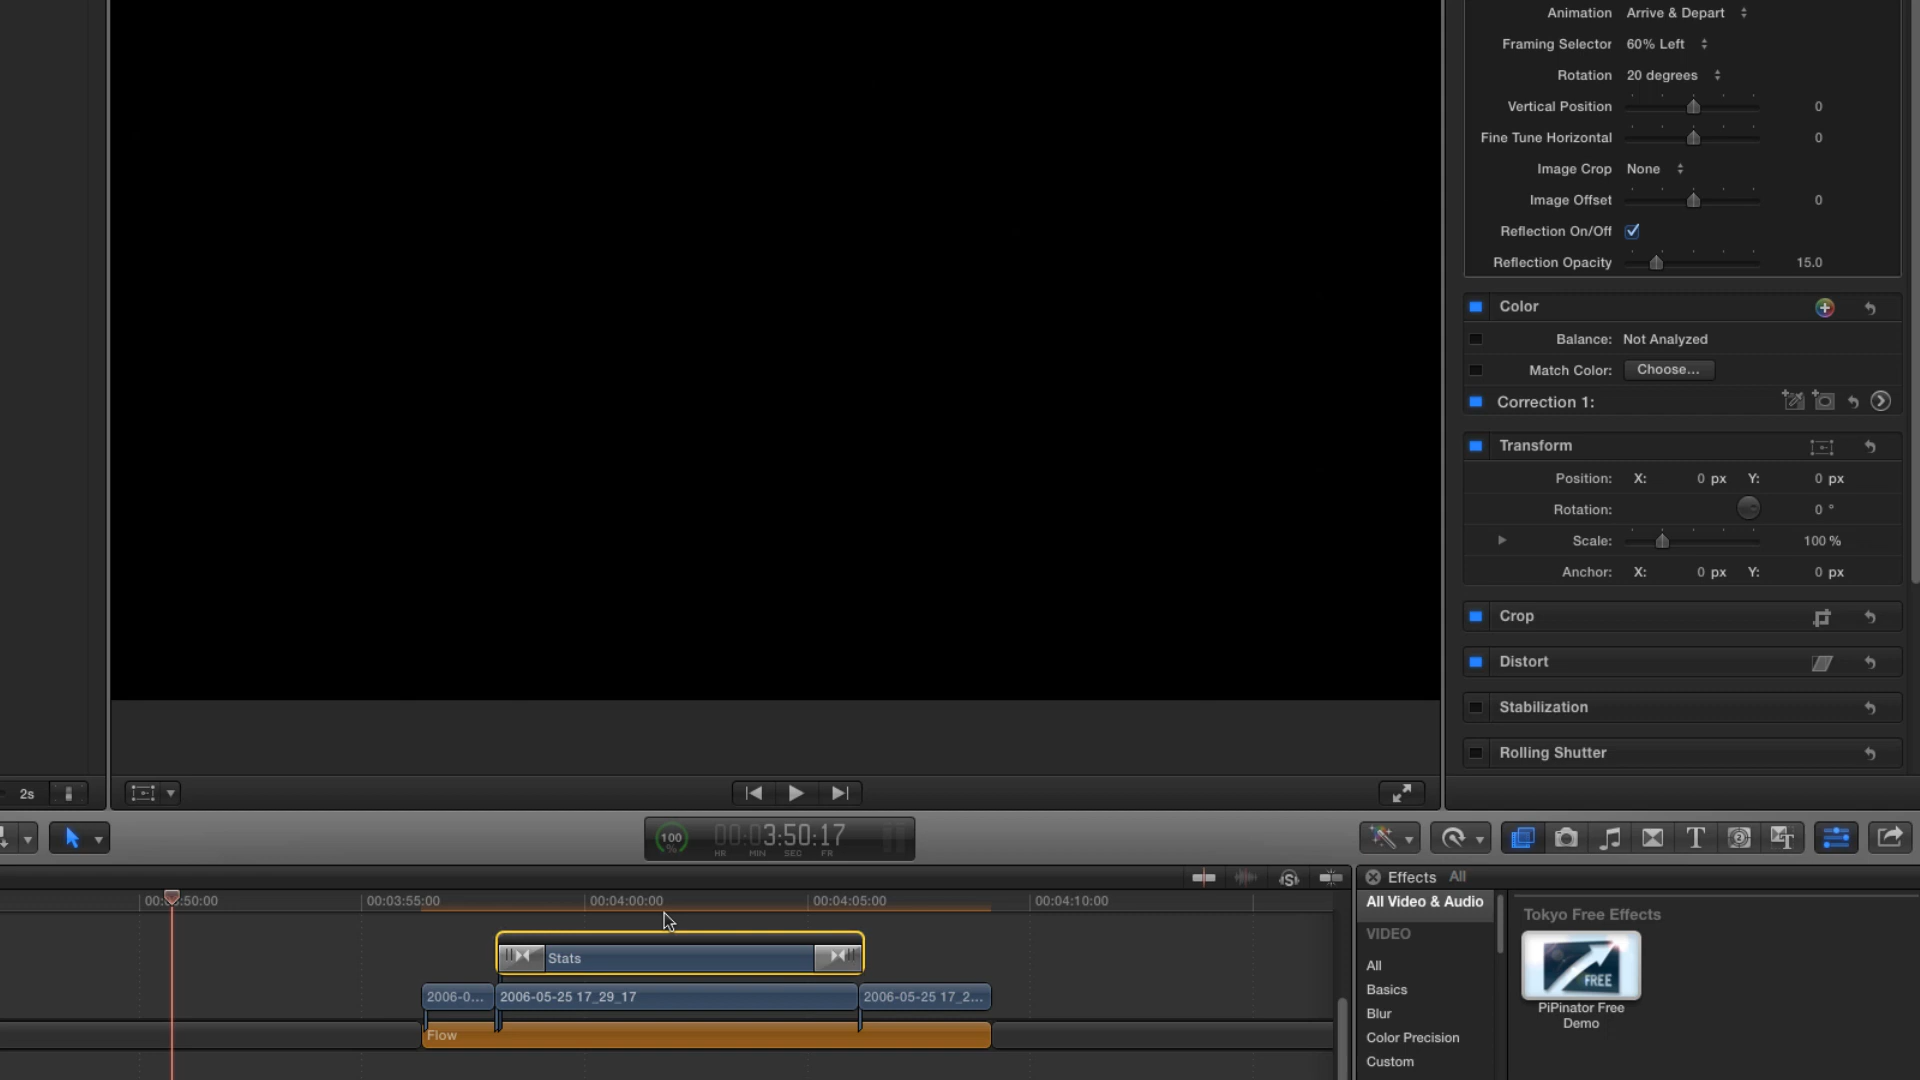 Animation Arrive & Depart
Framing Selector 60% Left
Rotation 20 degrees
Vertical Position 0
Fine Tune Horizontal 0
Image Crop None
Image Offset 0
Reflection On/Off
Reflection Opacity 15.0
Color
Balance: Not Analyzed
Match Color: Choose...
Correction 1:
Transform
Position: X: 0 px Y: 0 px
Rotation: 0 °
Scale: 100 %
Anchor: X: 0 px Y: 0 px
Crop
Distort
Stabilization
Rolling Shutter
2s
100 %
00:03:50:17
HR MIN SEC FR
00:03:55:00
00:04:00:00
00:04:05:00
00:04:10:00
Stats
2006-0...
2006-05-25 17_29_17
2006-05-25 17_2...
Flow
Effects All
All Video & Audio
VIDEO
All
Basics
Blur
Color Precision
Custom
Tokyo Free Effects
FREE
PiPinator Free
Demo